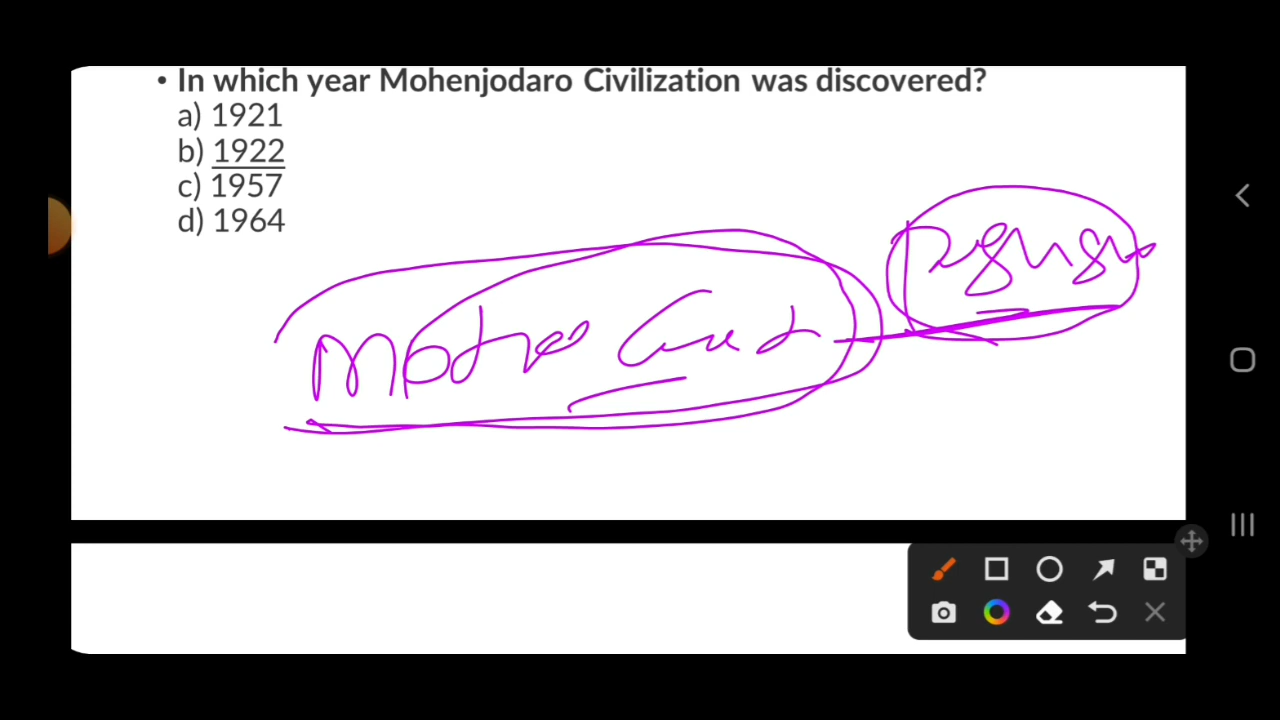 • In which year Mohenjodaro Civilization was discovered?
a) 1921
b) 1922
c) 1957
d) 1964